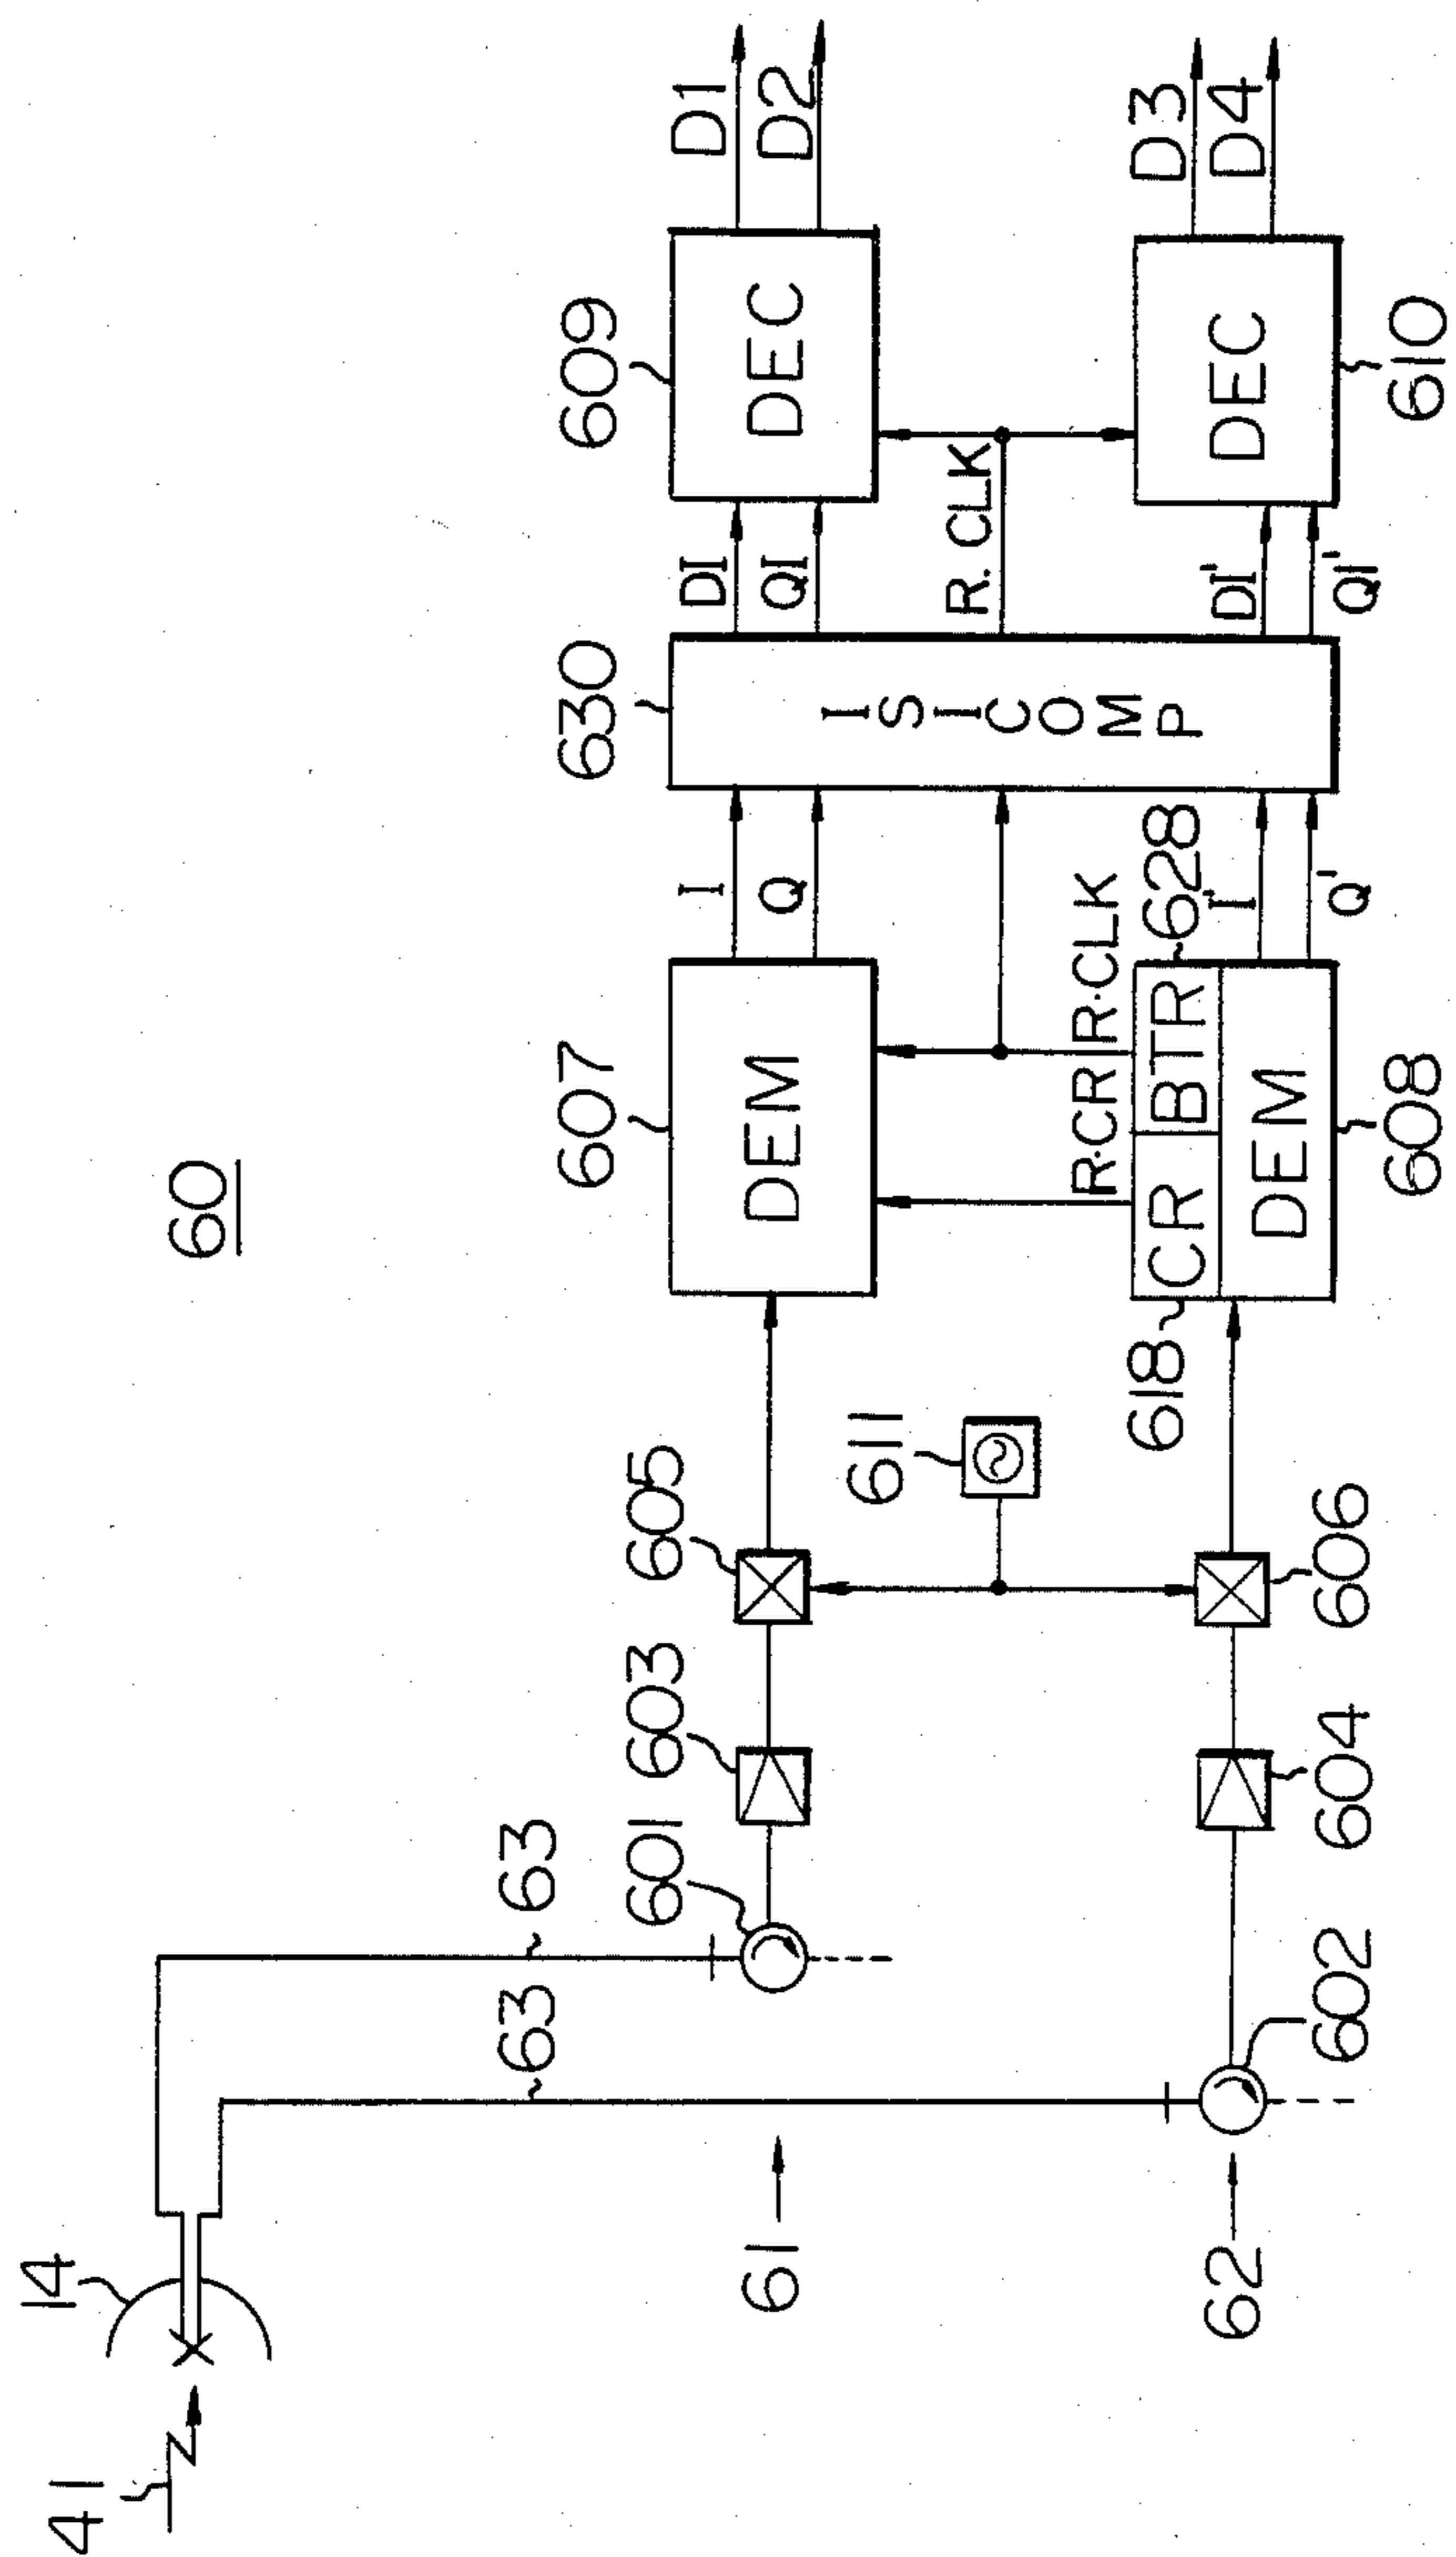 60
41
14
63
63
61
62
601
602
603
604
605
606
611
607
DEM
618
CR
BTR
628
DEM
608
R·CR
R·CLK
I
Q
I'
Q'
630
ISICOMP
DI
QI
R. CLK
DI'
QI'
609
DEC
DEC
610
D1
D2
D3
D4